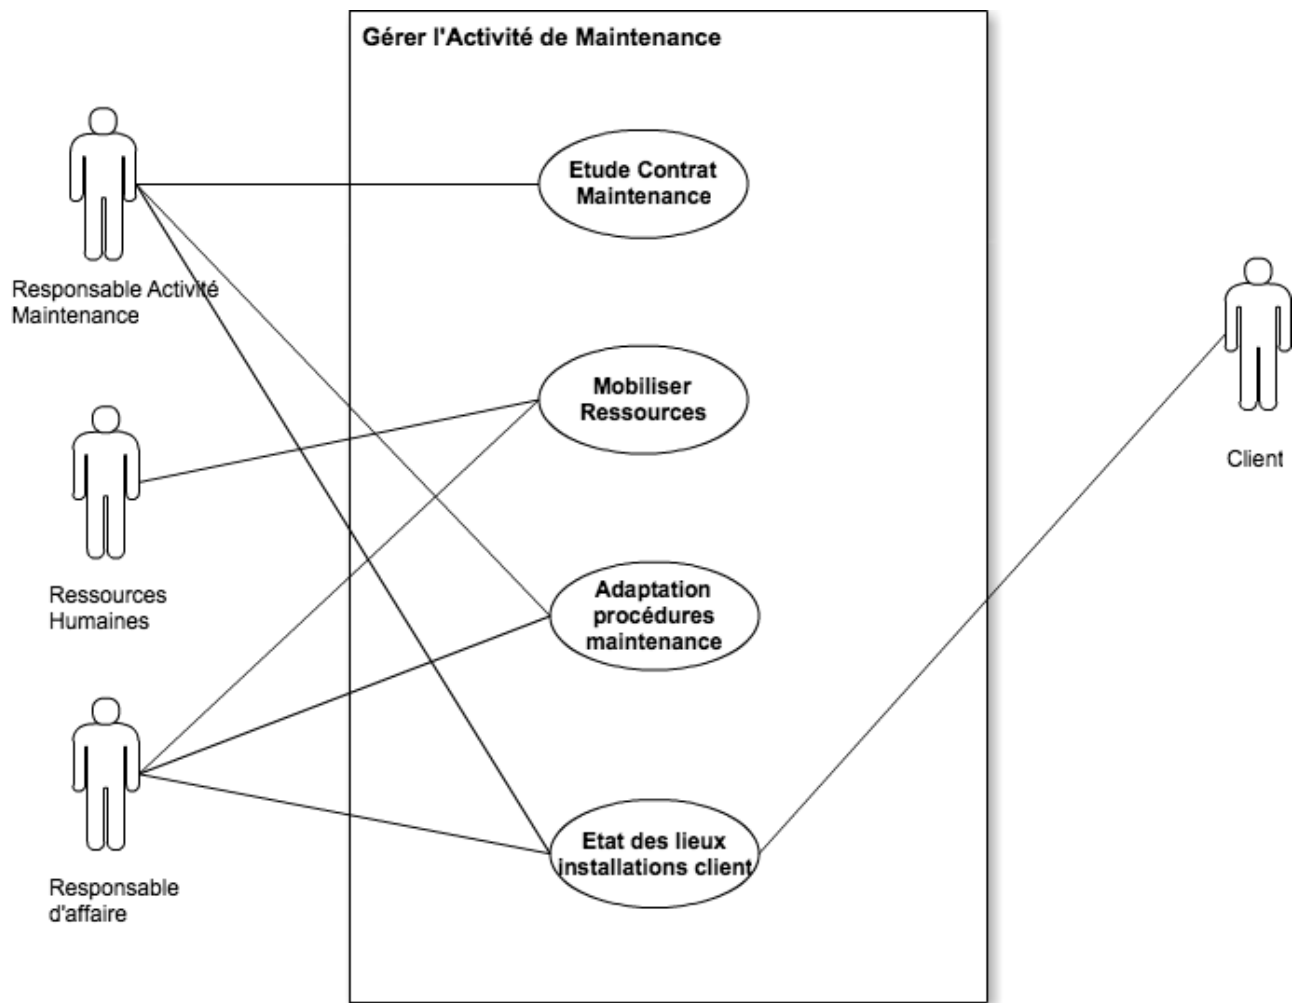 Gérer l'Activité de Maintenance
Etude Contrat
Maintenance
Responsable Activité
Maintenance
Mobiliser
Ressources
Client
Ressources
Humaines
Adaptation
procédures
maintenance
Etat des lieux
installations client
Responsable
d'affaire